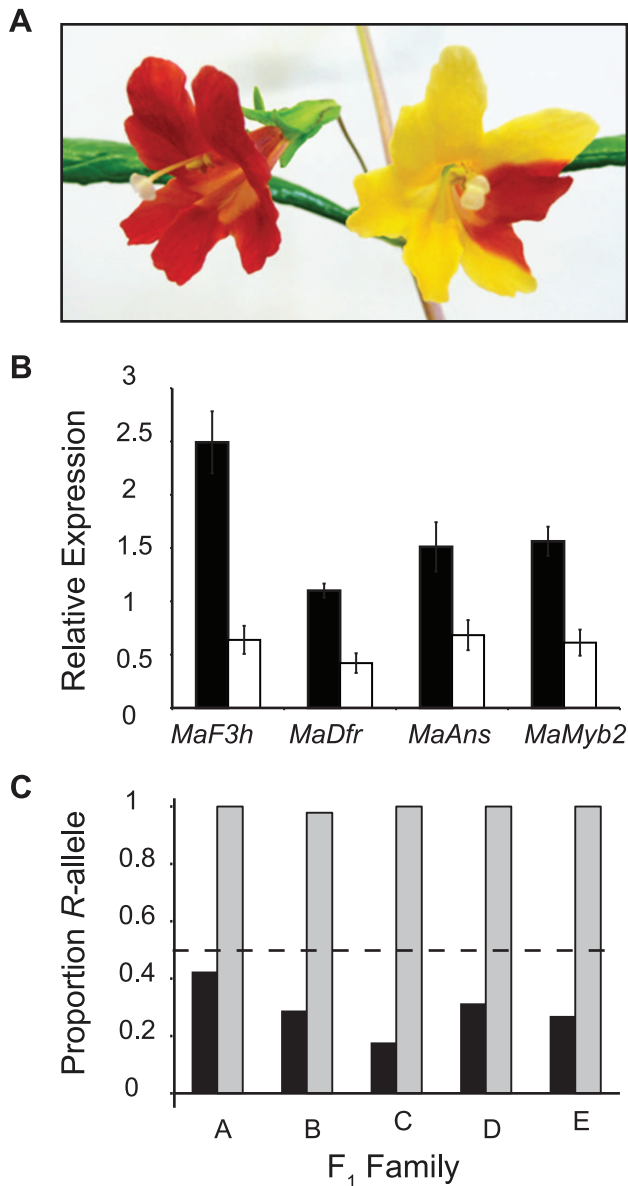 A
B
Relative Expression
3
2.5
2
1.5
1
0.5
0
MaF3h MaDfr MaAns MaMyb2
C
Proportion R-allele
1
0.8
0.6
0.4
0.2
0
A B C D E
F₁ Family